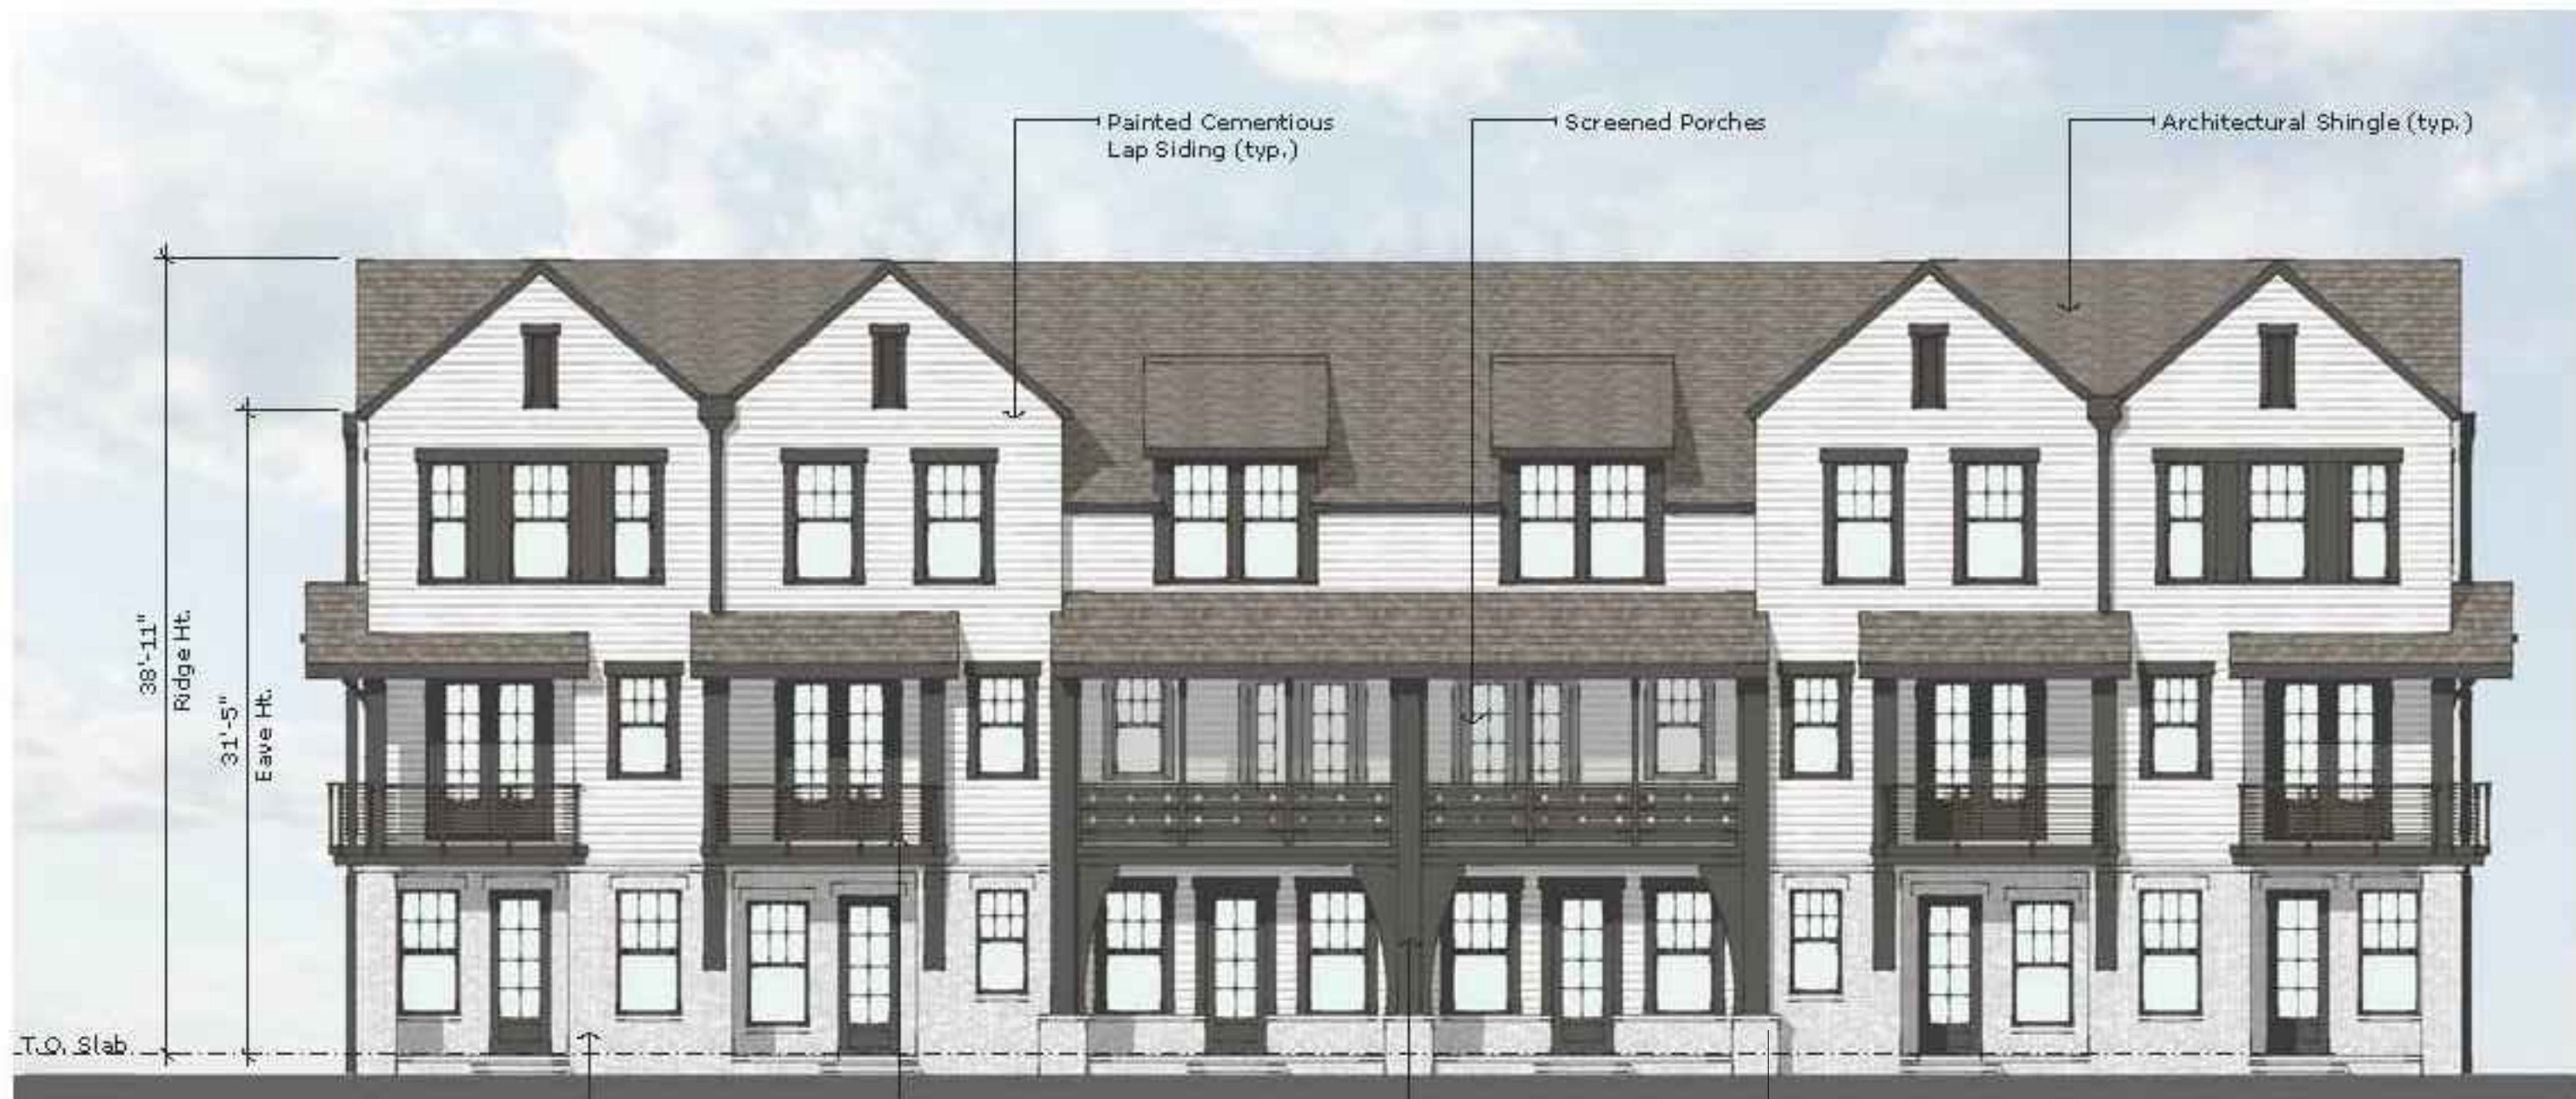 Painted Cementious
Lap Siding (typ.)
Screened Porches
Architectural Shingle (typ.)
38'-11"
Ridge Ht.
31'-5"
Eave Ht.
T.O. Slab